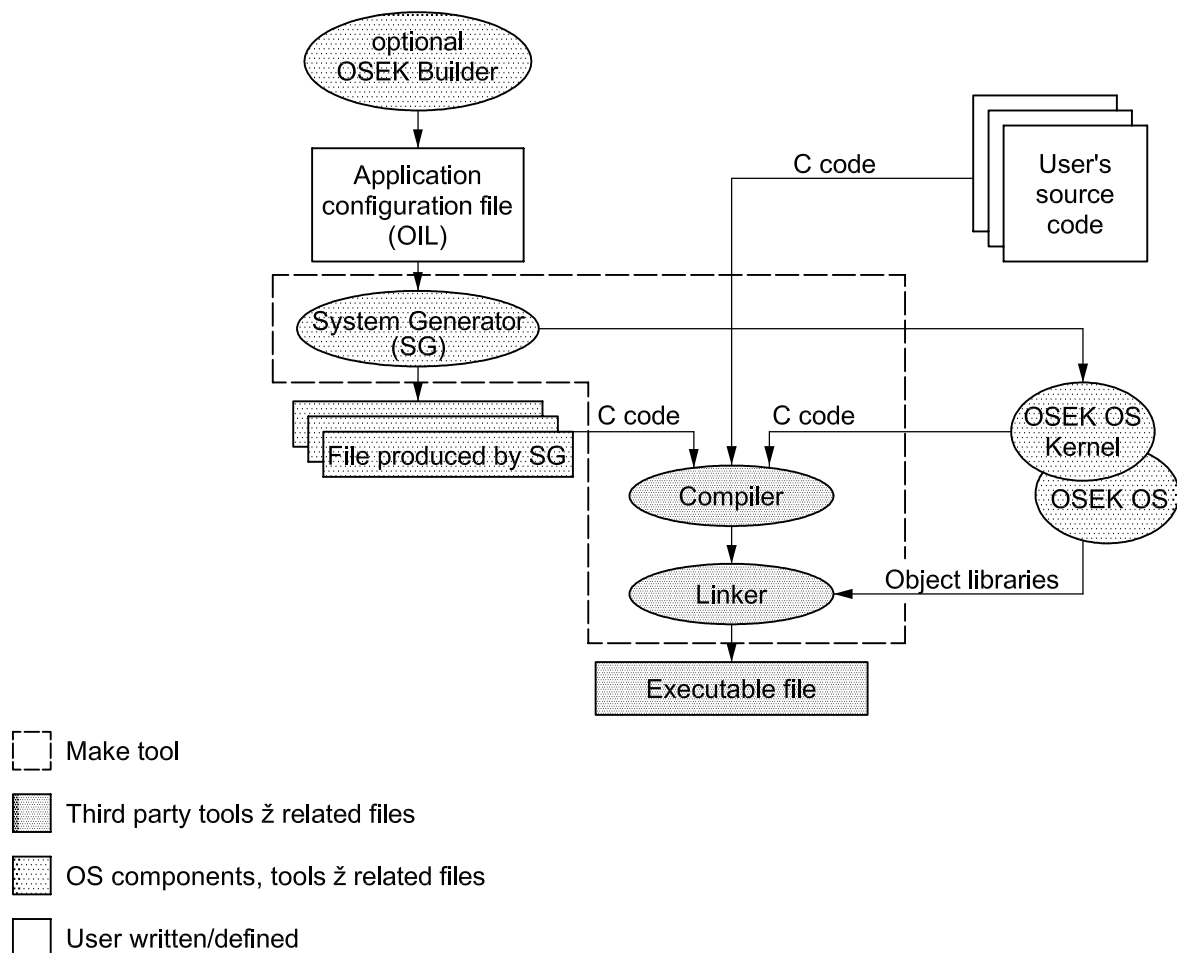 optional
OSEK Builder
Application
configuration file
(OIL)
C code
User's
source
code
System Generator
(SG)
C code
C code
OSEK OS
Kernel
File produced by SG
Compiler
OSEK OS
Object libraries
Linker
Executable file
Make tool
Third party tools ž related files
OS components, tools ž related files
User written/defined